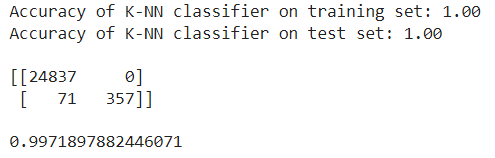 Accuracy of K-NN classifier on training set: 1.00
Accuracy of K-NN classifier on test set: 1.00
[[24837     0]
 [   71   357]]
0.9971897882446071